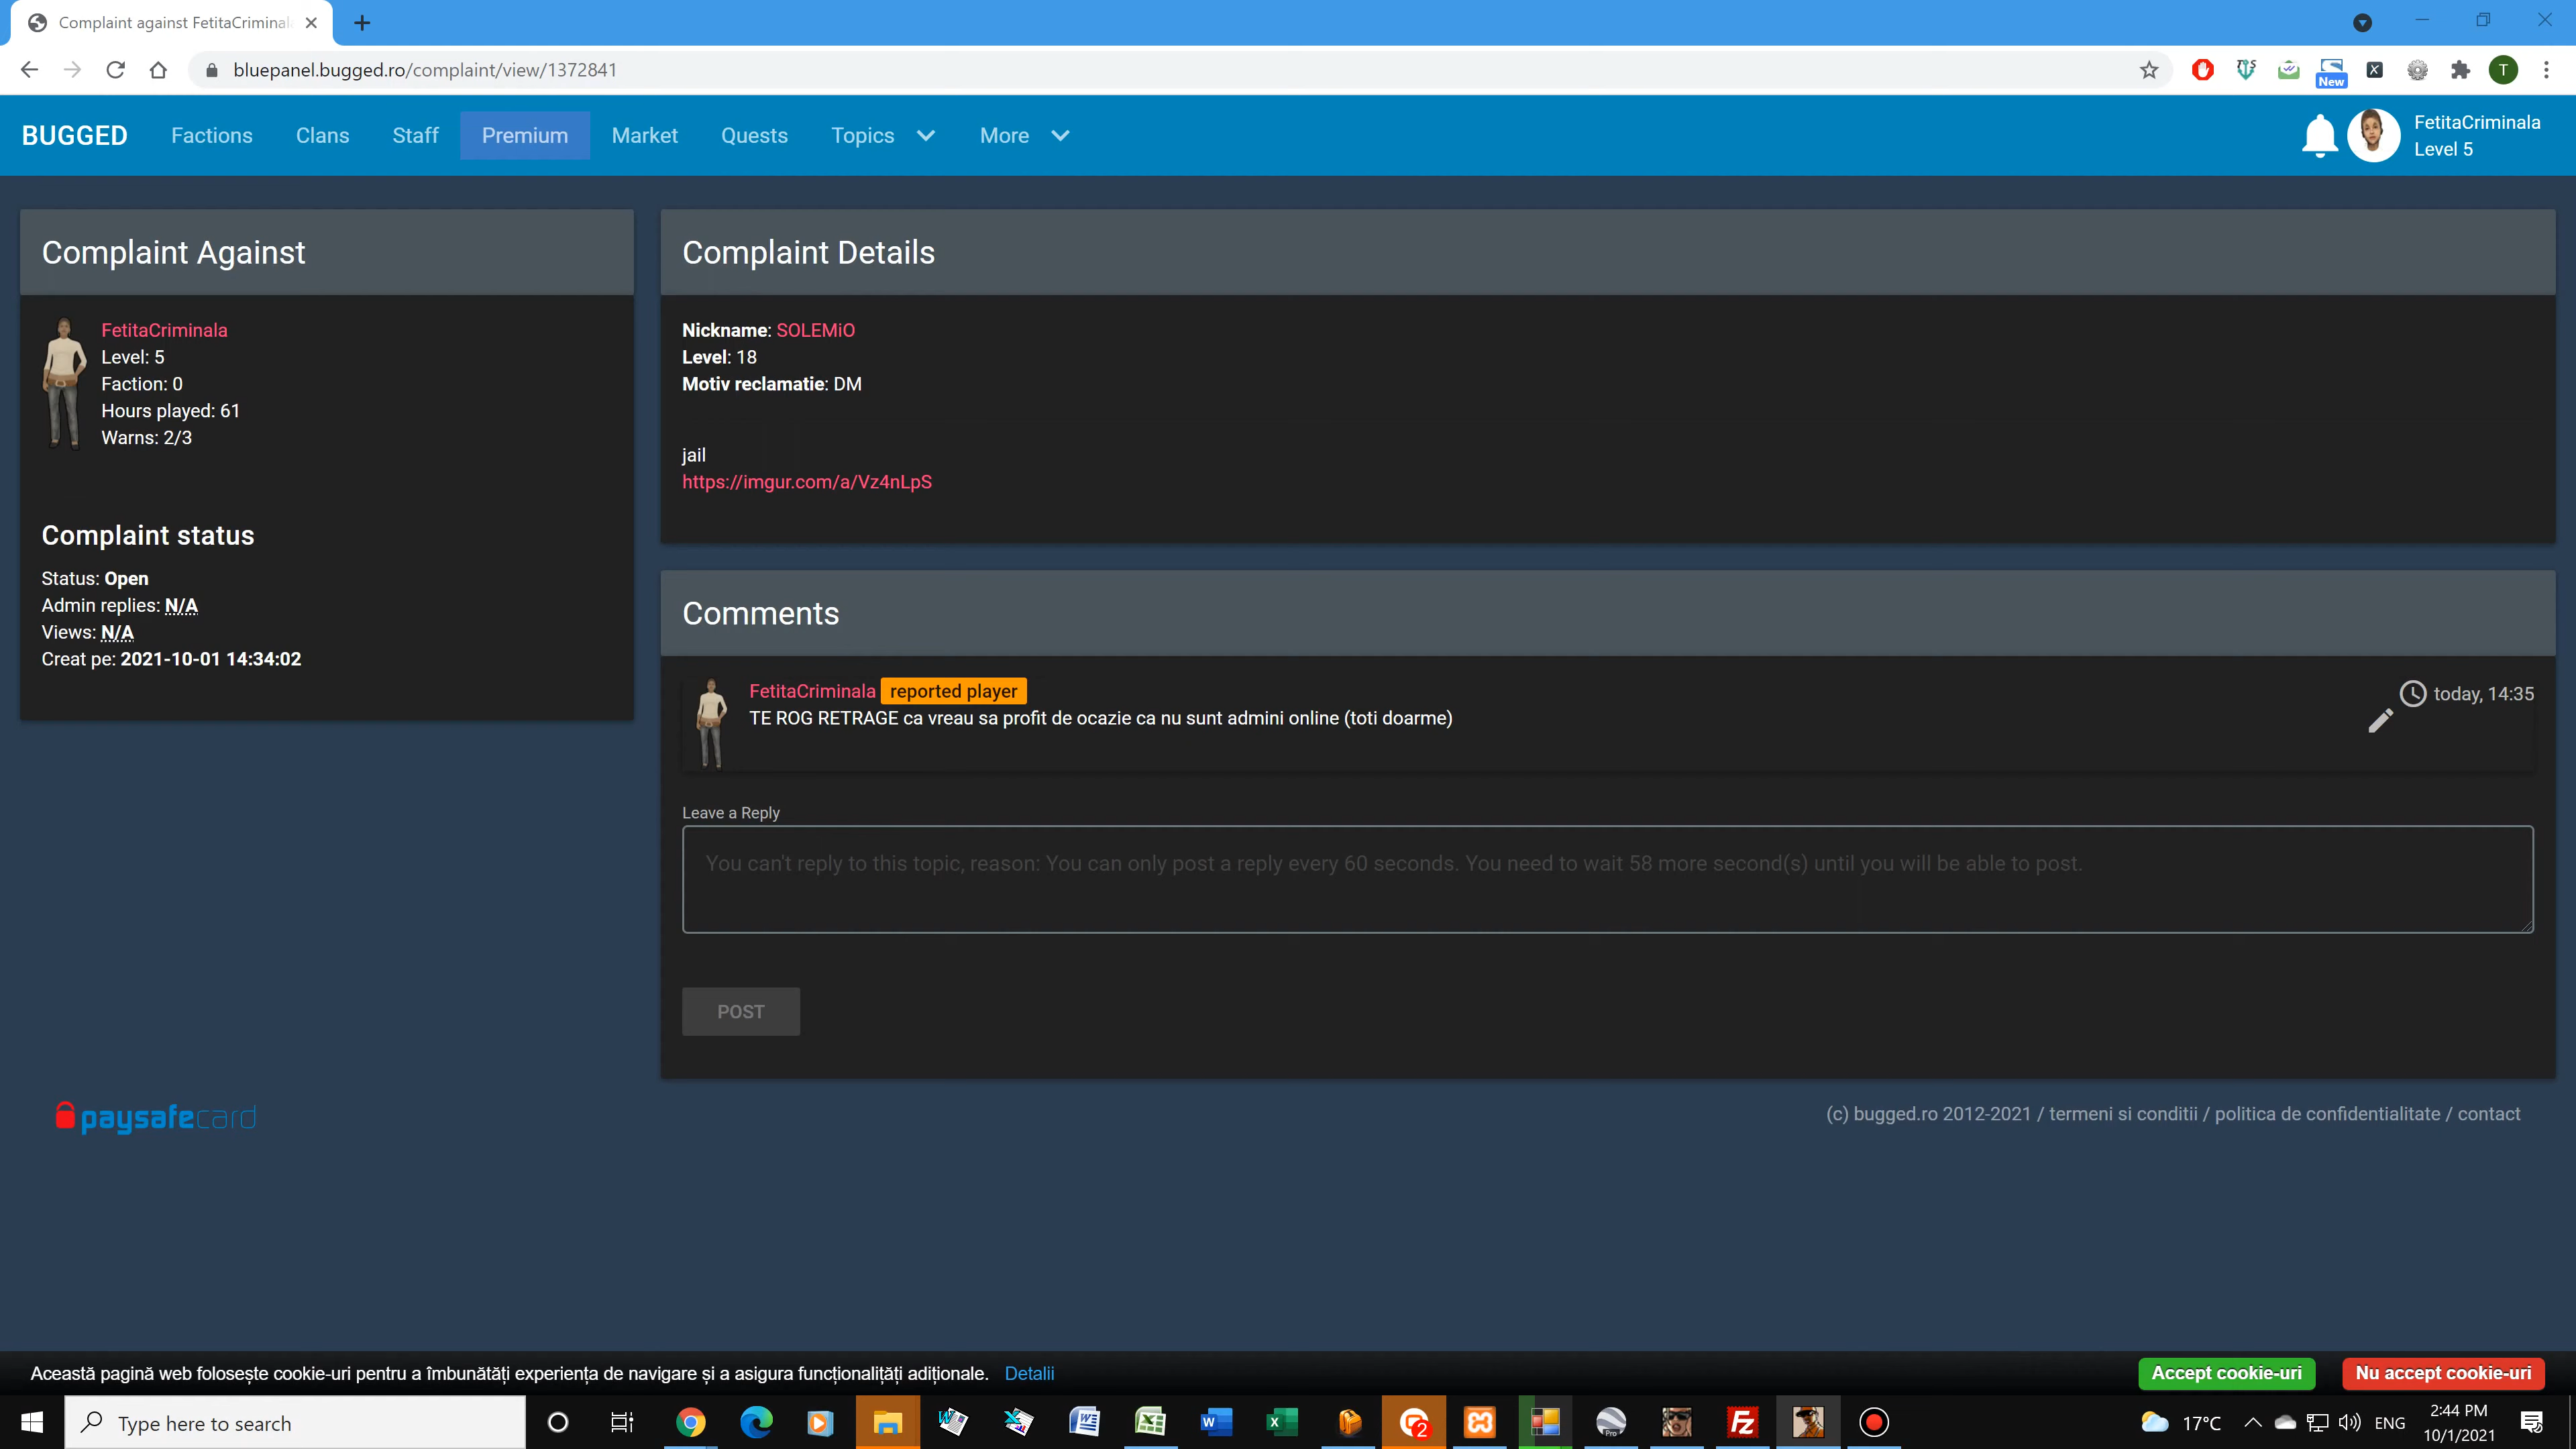 Complaint against FetitaCriminal
bluepanel.bugged.ro/complaint/view/1372841
New
T
BUGGED Factions Clans Staff Premium Market Quests Topics More
FetitaCriminala
Level 5
Complaint Against
FetitaCriminala
Level: 5
Faction: 0
Hours played: 61
Warns: 2/3
Complaint status
Status: Open
Admin replies: N/A
Views: N/A
Creat pe: 2021-10-01 14:34:02
Complaint Details
Nickname: SOLEMiO
Level: 18
Motiv reclamatie: DM
jail
https://imgur.com/a/Vz4nLpS
Comments
FetitaCriminala reported player
today, 14:35
TE ROG RETRAGE ca vreau sa profit de ocazie ca nu sunt admini online (toti doarme)
Leave a Reply
You can't reply to this topic, reason: You can only post a reply every 60 seconds. You need to wait 58 more second(s) until you will be able to post.
POST
paysafecard
(c) bugged.ro 2012-2021 / termeni si conditii / politica de confidentialitate / contact
Această pagină web folosește cookie-uri pentru a îmbunătăți experiența de navigare și a asigura funcționalițăți adiționale. Detalii
Accept cookie-uri
Nu accept cookie-uri
Type here to search
2
17°C
ENG
2:44 PM
10/1/2021